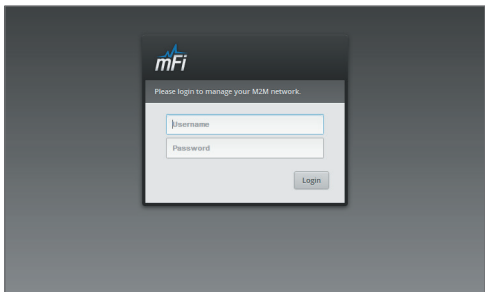 mFi
Please login to manage your M2M network.
Username
Password
Login